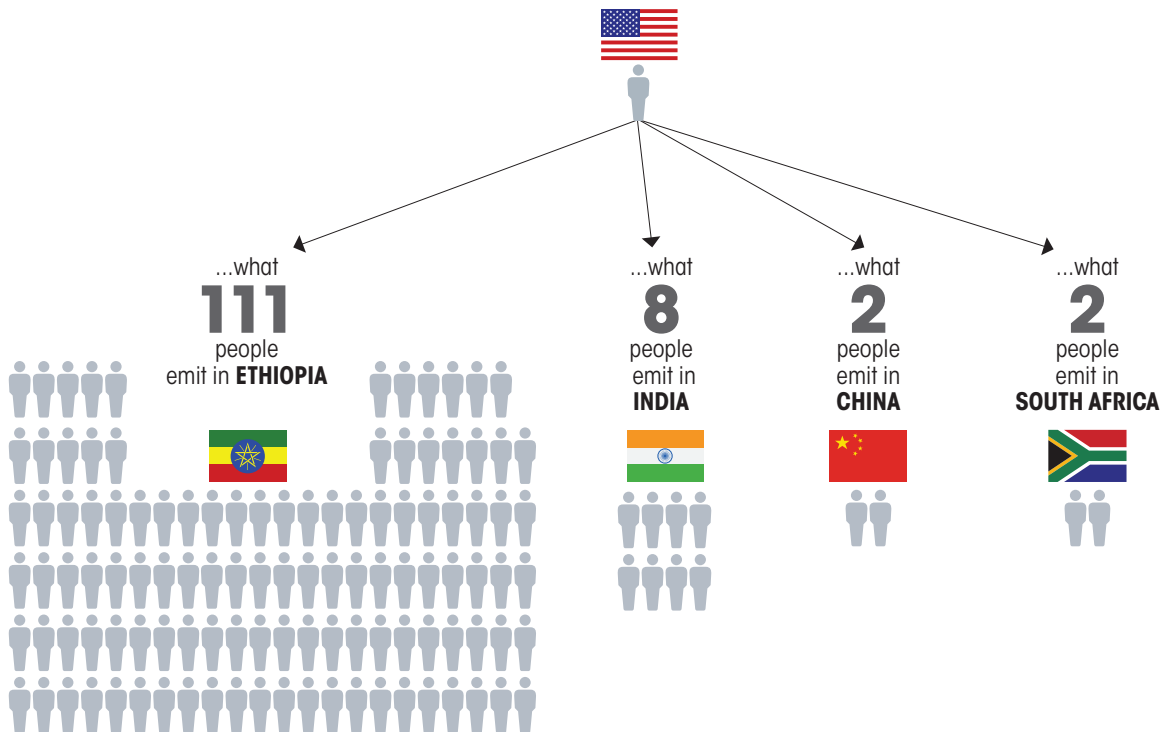 ...what
111
people
emit in ETHIOPIA
...what
8
people
emit in
INDIA
...what
2
people
emit in
CHINA
...what
2
people
emit in
SOUTH AFRICA